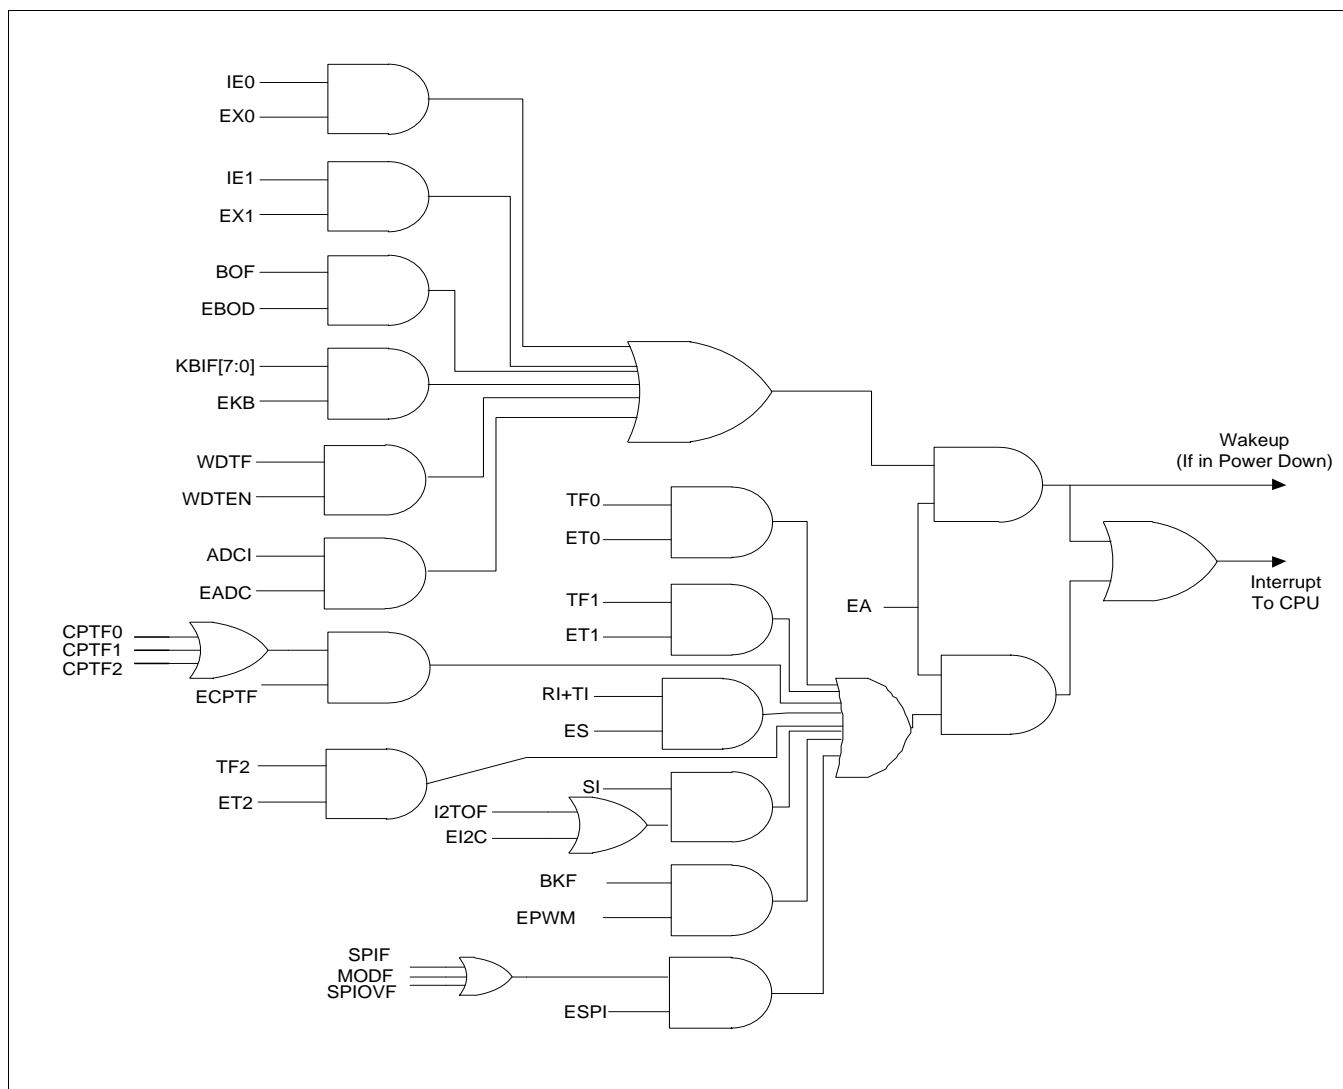 IE0
EX0
IE1
EX1
BOF
EBOD
KBIF[7:0]
EKB
WDTF
WDTEN
ADCI
EADC
CPTF0
CPTF1
CPTF2
ECPTF
TF2
ET2
TF0
ET0
TF1
ET1
RI+TI
ES
SI
I2TOF
EI2C
BKF
EPWM
SPIF
MODF
SPIOVF
ESPI
EA
Wakeup
(If in Power Down)
Interrupt
To CPU